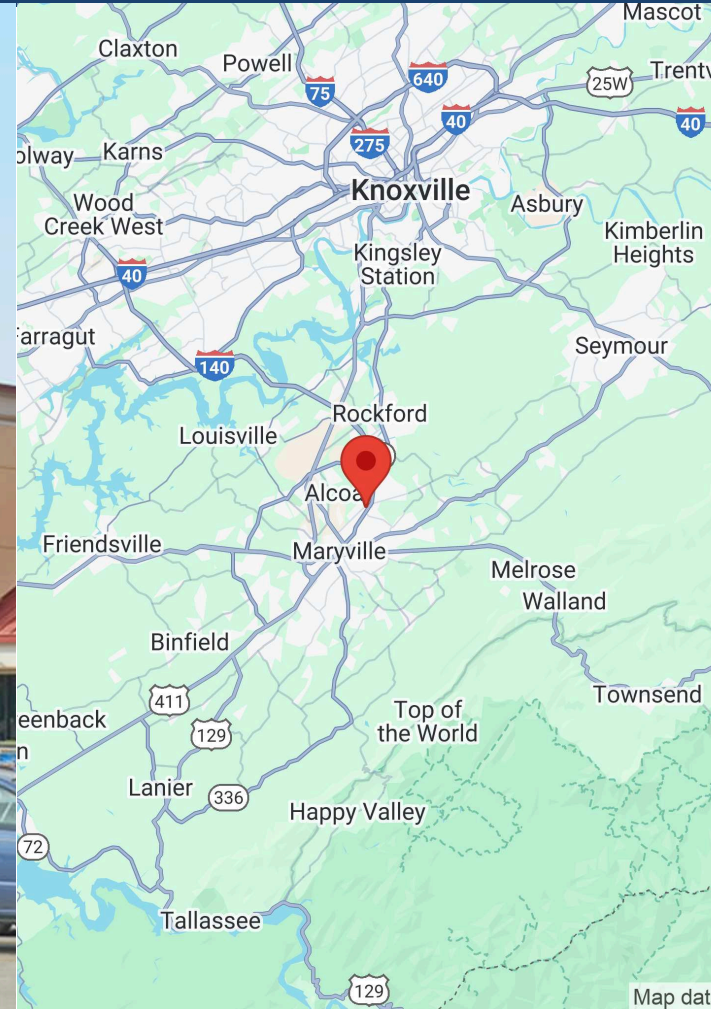 Mascot
Claxton
Powell
640
75
25W
Trentv
40
40
275
olway
Karns
Knoxville
Wood
Creek West
Asbury
Kimberlin
Heights
Kingsley
Station
40
Farragut
Seymour
140
Rockford
Louisville
Alcoa
Friendsville
Maryville
Melrose
Walland
Binfield
Townsend
411
eenback
Top of
the World
129
n
Lanier
336
Happy Valley
72
Tallassee
129
Map dat